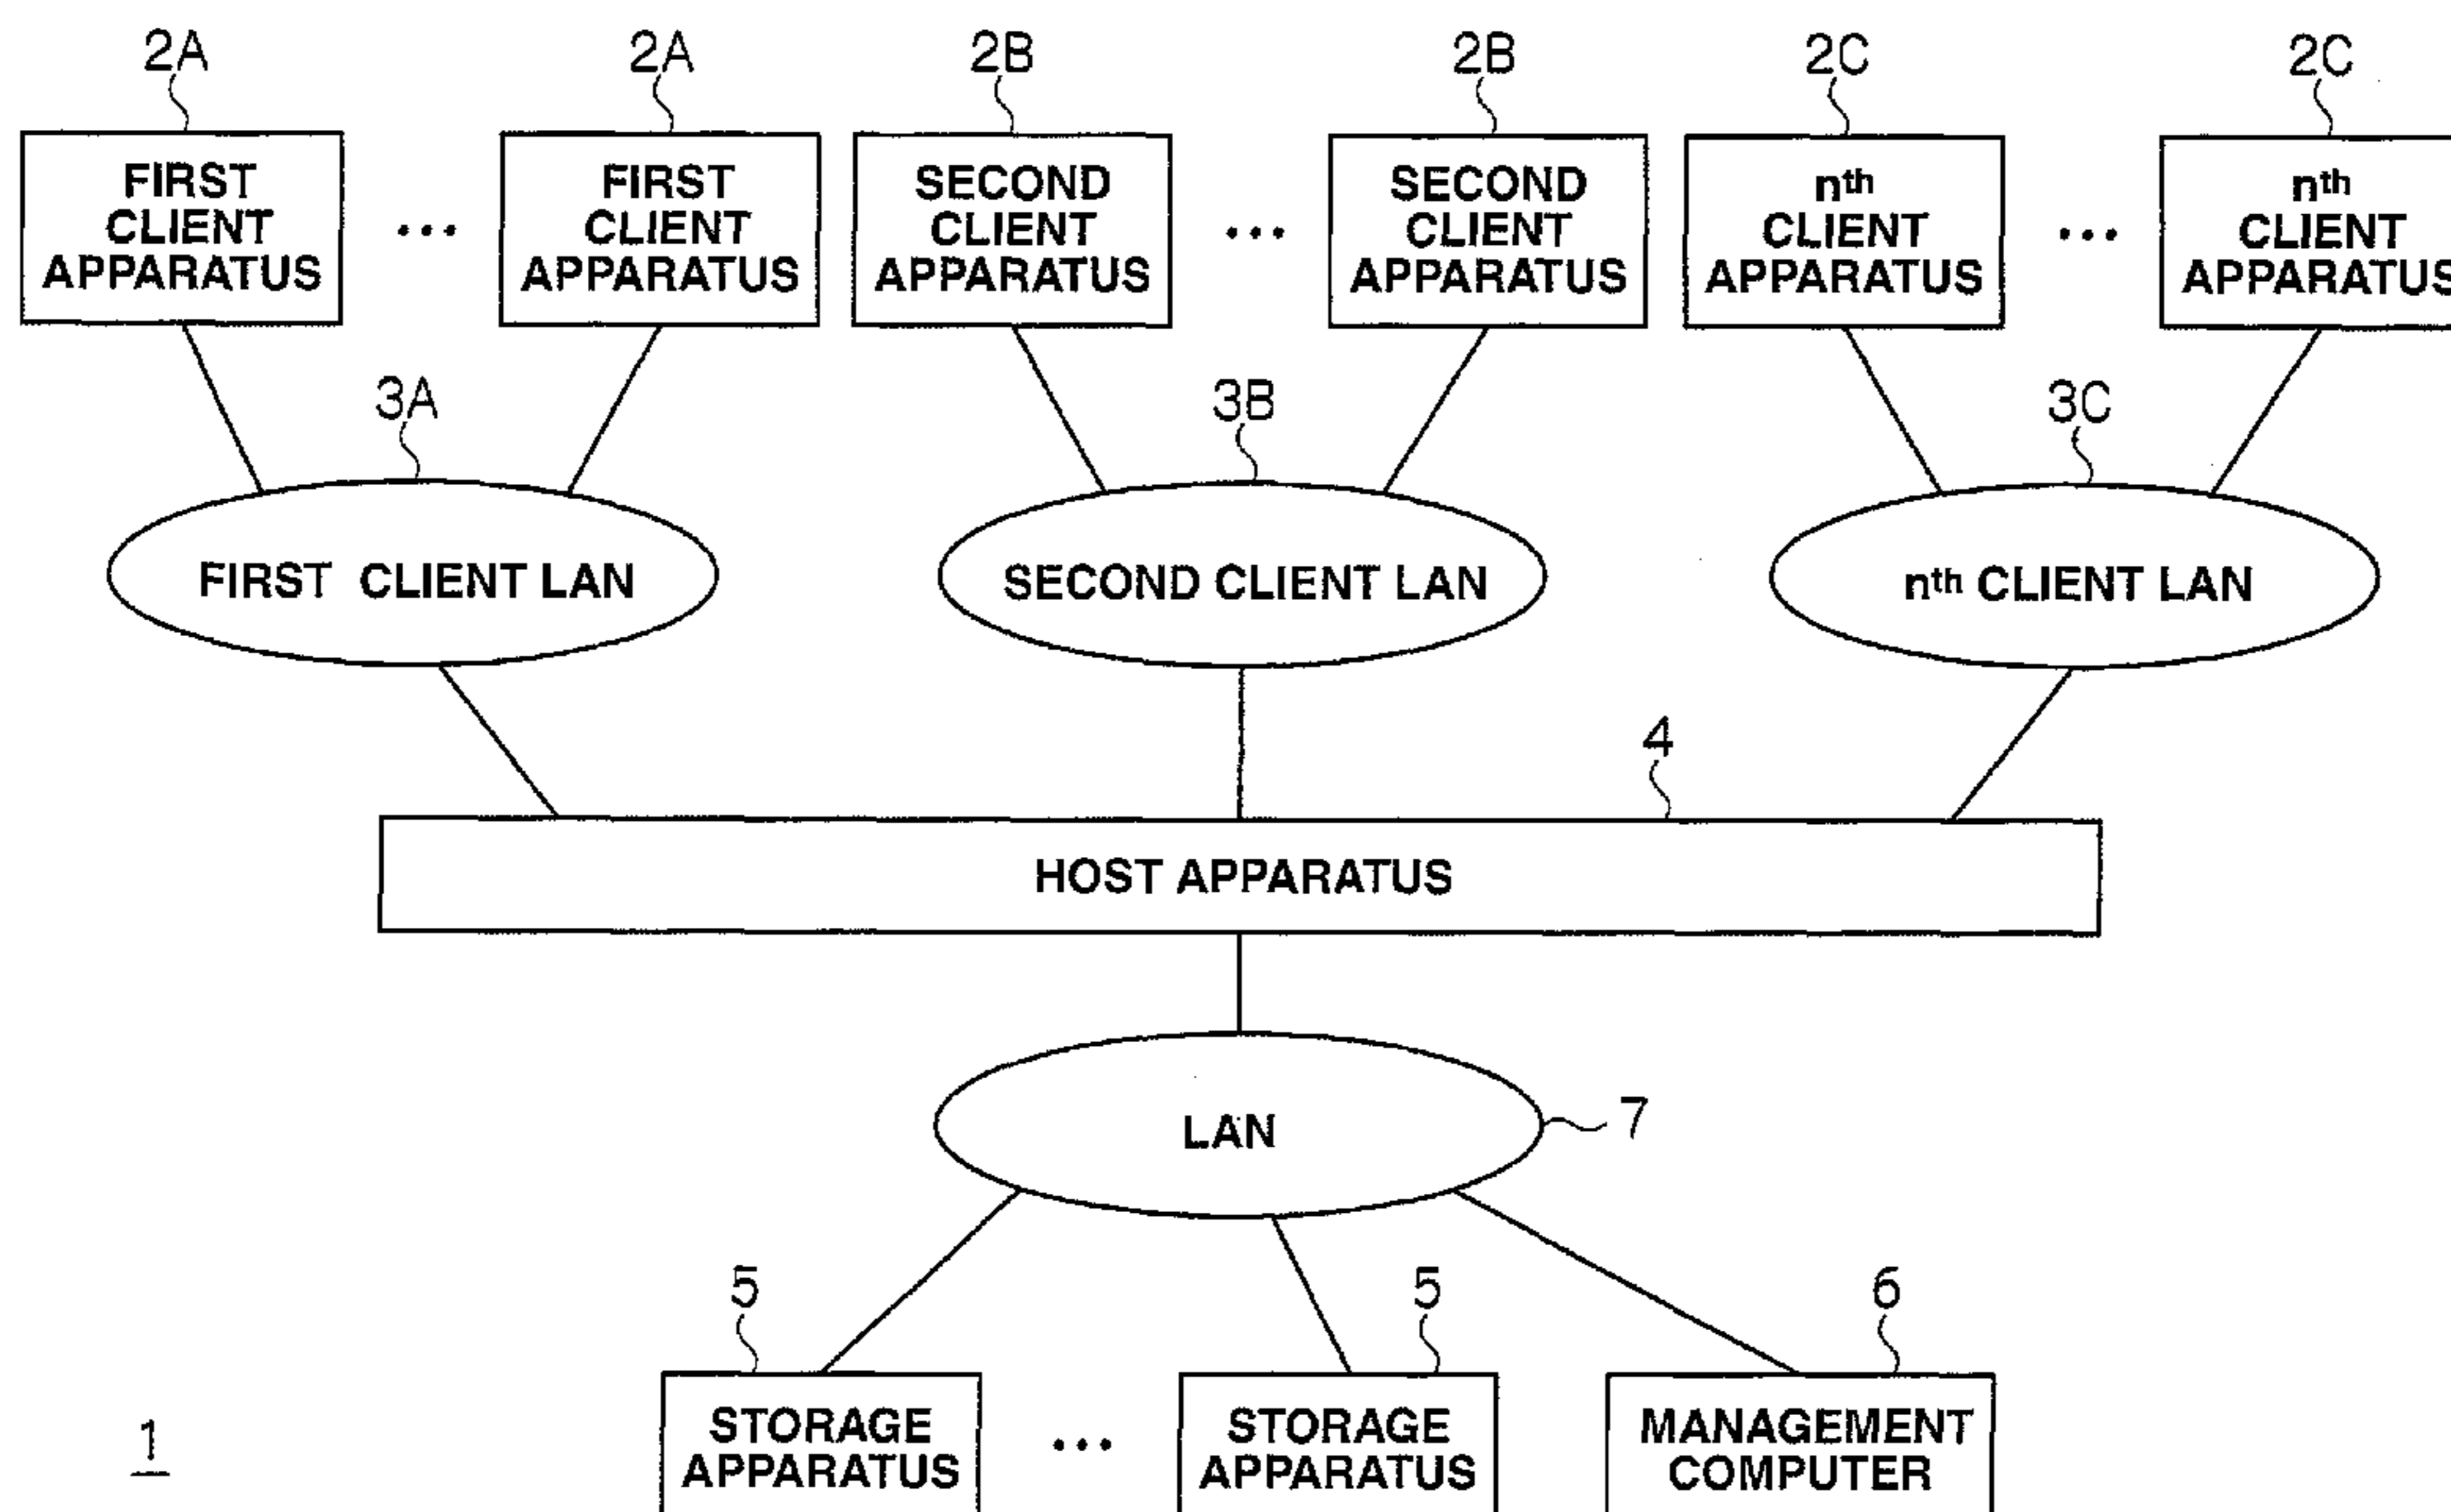 2A 2A 2B 2B 2C 2C
FIRST FIRST SECOND SECOND nth nth
CLIENT ... CLIENT CLIENT ... CLIENT CLIENT ... CLIENT
APPARATUS APPARATUS APPARATUS APPARATUS APPARATUS APPARATUS
3A 3B 3C
FIRST CLIENT LAN SECOND CLIENT LAN nth CLIENT LAN
4
HOST APPARATUS
LAN 7
5 5 6
STORAGE STORAGE MANAGEMENT
1 APPARATUS ... APPARATUS COMPUTER